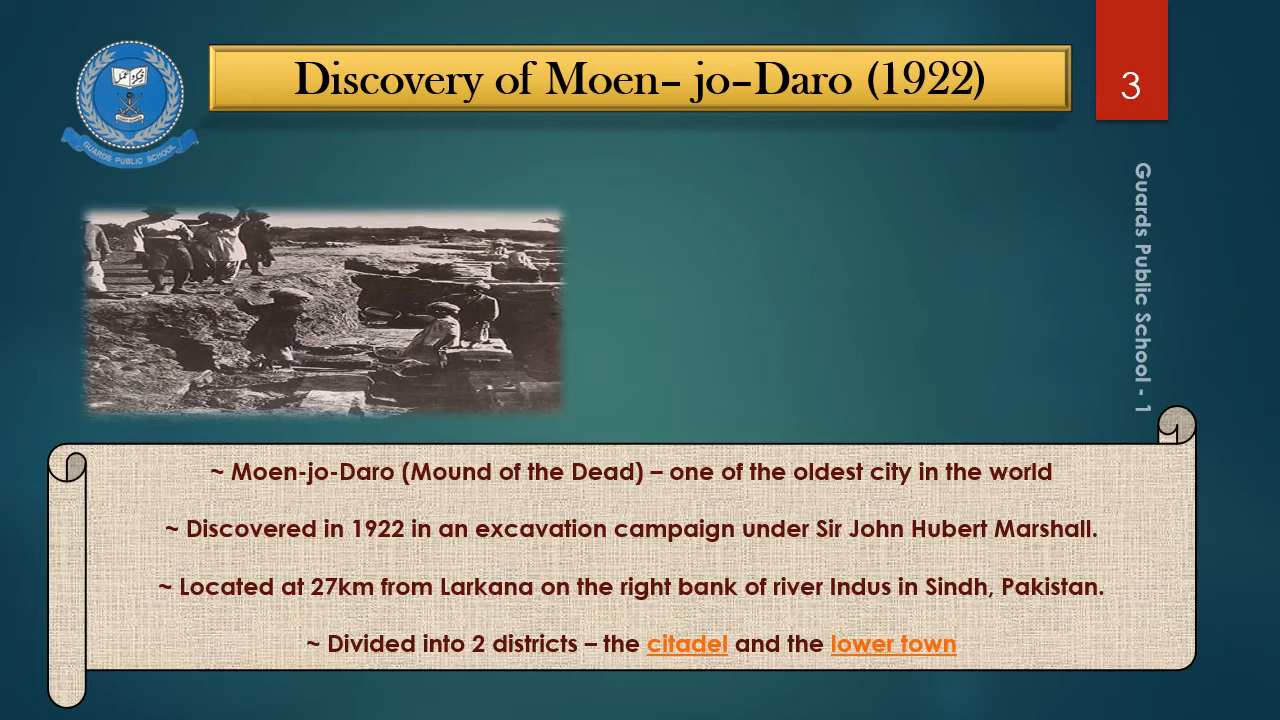 Discovery of Moen– jo–Daro (1922)
3
GUARDS PUBLIC SCHOOL
Guards Public School - 1
~ Moen-jo-Daro (Mound of the Dead) – one of the oldest city in the world
~ Discovered in 1922 in an excavation campaign under Sir John Hubert Marshall.
~ Located at 27km from Larkana on the right bank of river Indus in Sindh, Pakistan.
~ Divided into 2 districts – the citadel and the lower town